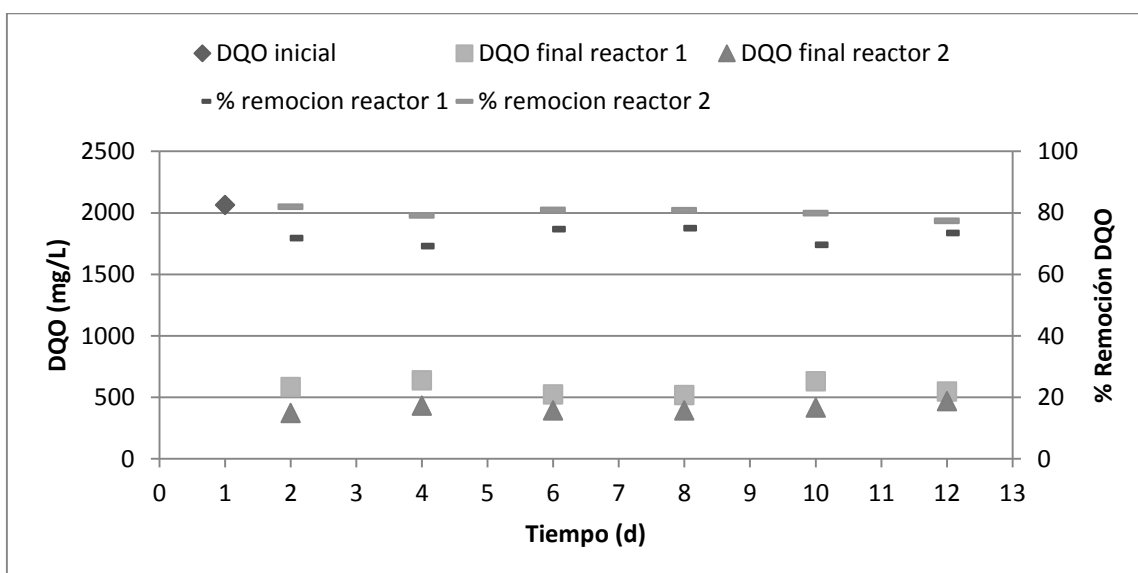 DQO inicial DQO final reactor 1 DQO final reactor 2
% remocion reactor 1 % remocion reactor 2
2500 100
2000 80
1500 60
1000 40
500 20
0 0
DQO (mg/L)
% Remoción DQO
0 1 2 3 4 5 6 7 8 9 10 11 12 13
Tiempo (d)